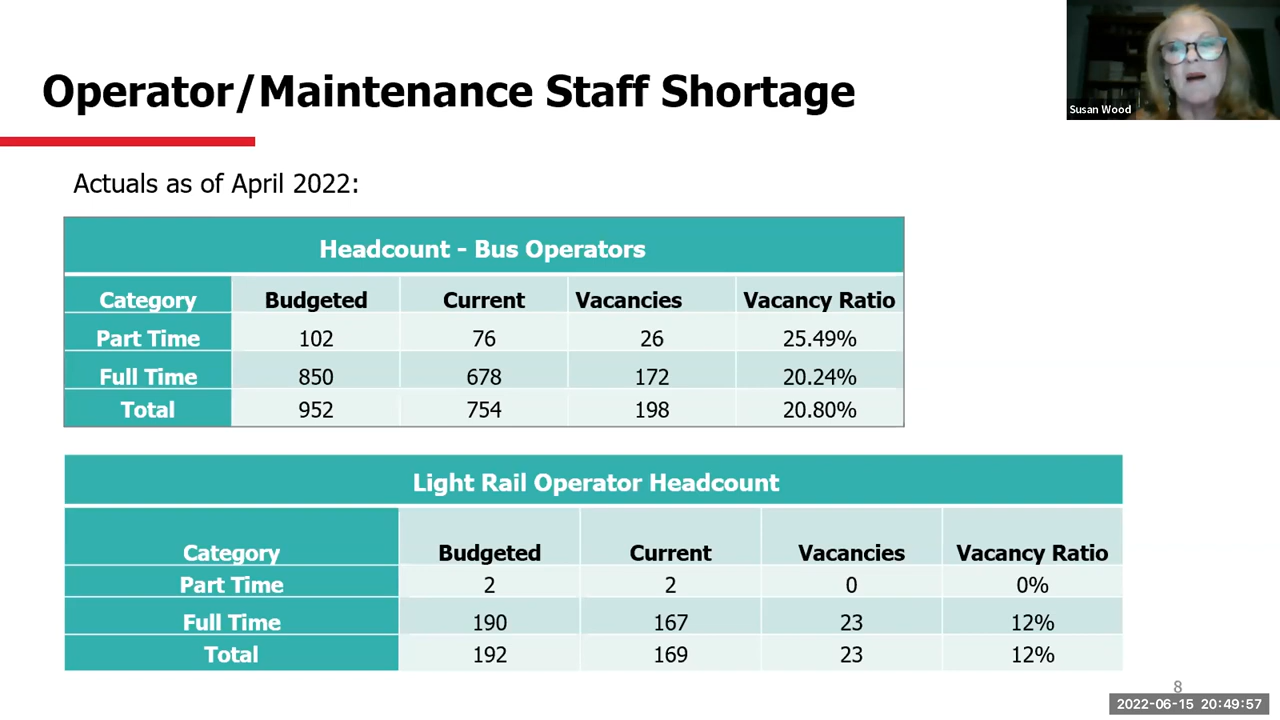 Operator/Maintenance Staff Shortage
Susan Wood
Actuals as of April 2022:
Headcount - Bus Operators
Category Budgeted Current Vacancies Vacancy Ratio
Part Time 102 76 26 25.49%
Full Time 850 678 172 20.24%
Total 952 754 198 20.80%
Light Rail Operator Headcount
Category Budgeted Current Vacancies Vacancy Ratio
Part Time 2 2 0 0%
Full Time 190 167 23 12%
Total 192 169 23 12%
8
2022-06-15 20:49:57